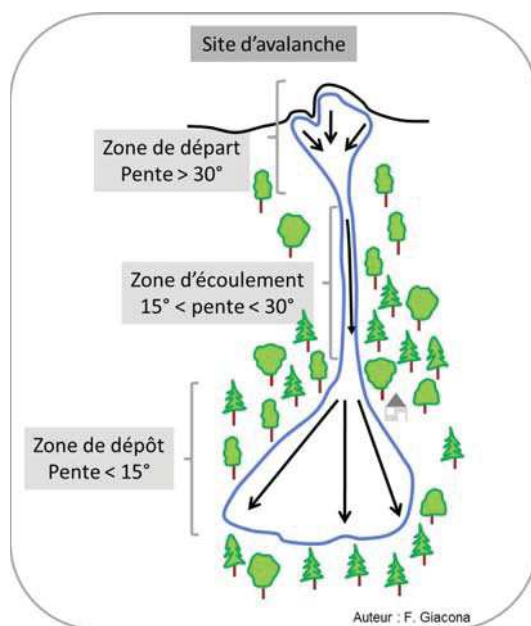 Site d'avalanche
Zone de départ
Pente > 30°
Zone d'écoulement
15° < pente < 30°
Zone de dépôt
Pente < 15°
Auteur : F. Giacona